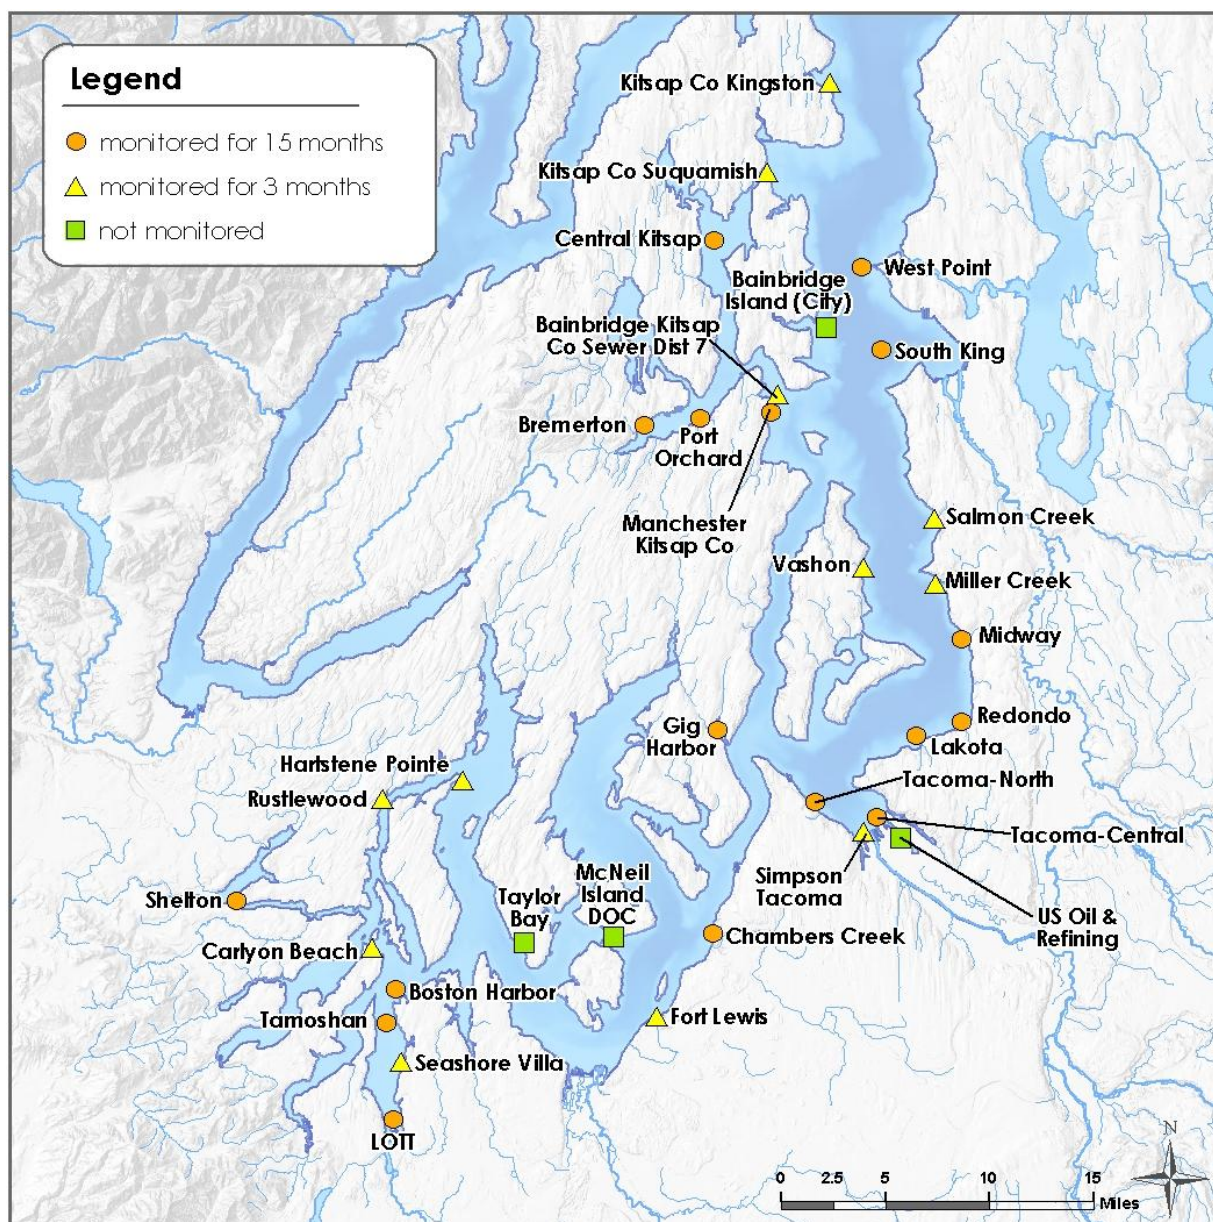 Legend
monitored for 15 months
monitored for 3 months
not monitored
Kitsap Co Kingston
Kitsap Co Suquamish
Central Kitsap
West Point
Bainbridge
Island (City)
Bainbridge Kitsap
Co Sewer Dist 7
South King
Bremerton
Port
Orchard
Manchester
Kitsap Co
Salmon Creek
Vashon
Miller Creek
Midway
Gig
Harbor
Redondo
Lakota
Hartstene Pointe
Rustlewood
Tacoma-North
Tacoma-Central
Simpson
Tacoma
US Oil &
Refining
Shelton
Taylor
Bay
McNeil
Island
DOC
Chambers Creek
Carlyon Beach
Boston Harbor
Tamoshan
Fort Lewis
Seashore Villa
LOTT
N
0 2.5 5 10 15
Miles